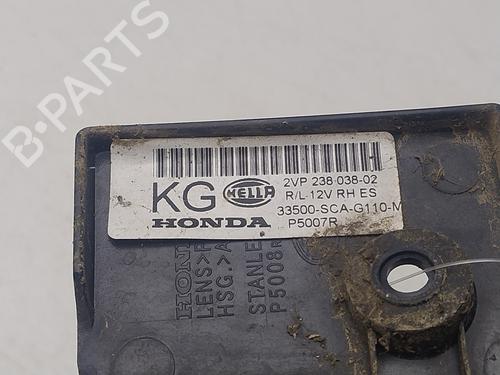 B-PARTS
KG
HELLA
2VP 238 038-02
R/L 12V RH ES
HONDA
33500-SCA-G110-M
P5007R
HONDA
LENS>P
HSG.>A
STANLE
P5008R